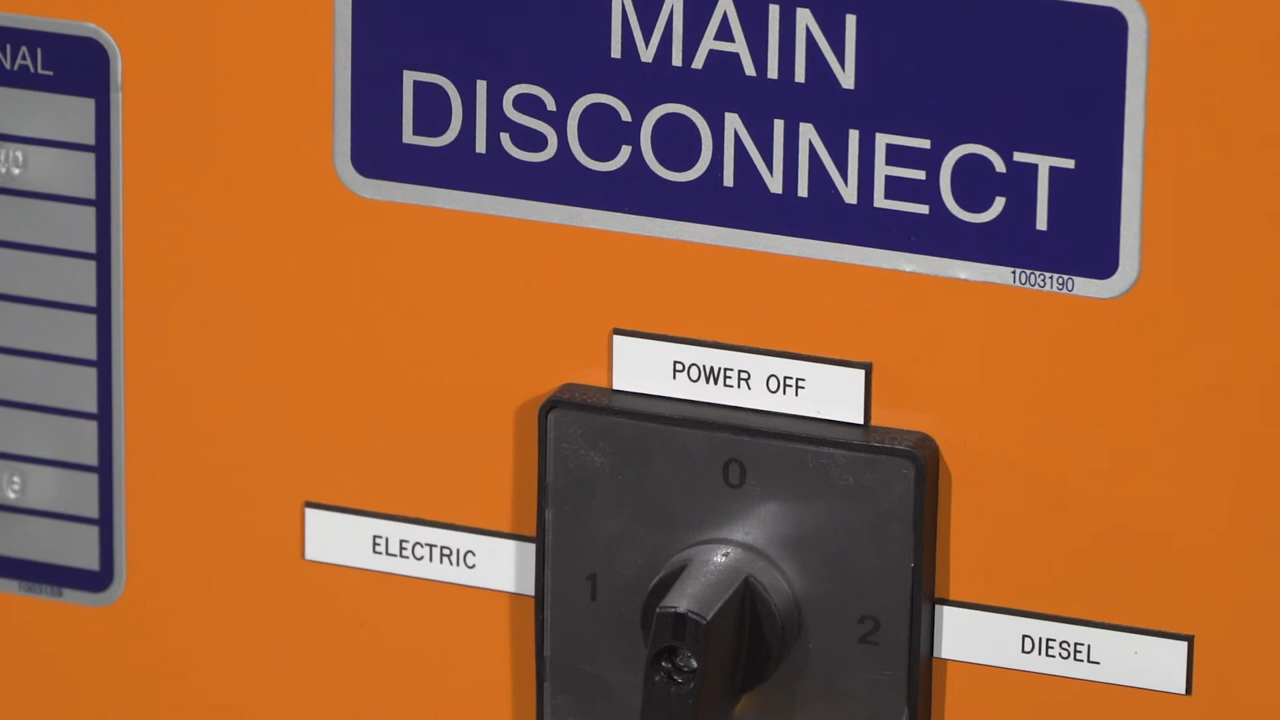 NAL
MAIN
DISCONNECT
1003190
POWER OFF
0
ELECTRIC
1
2
DIESEL